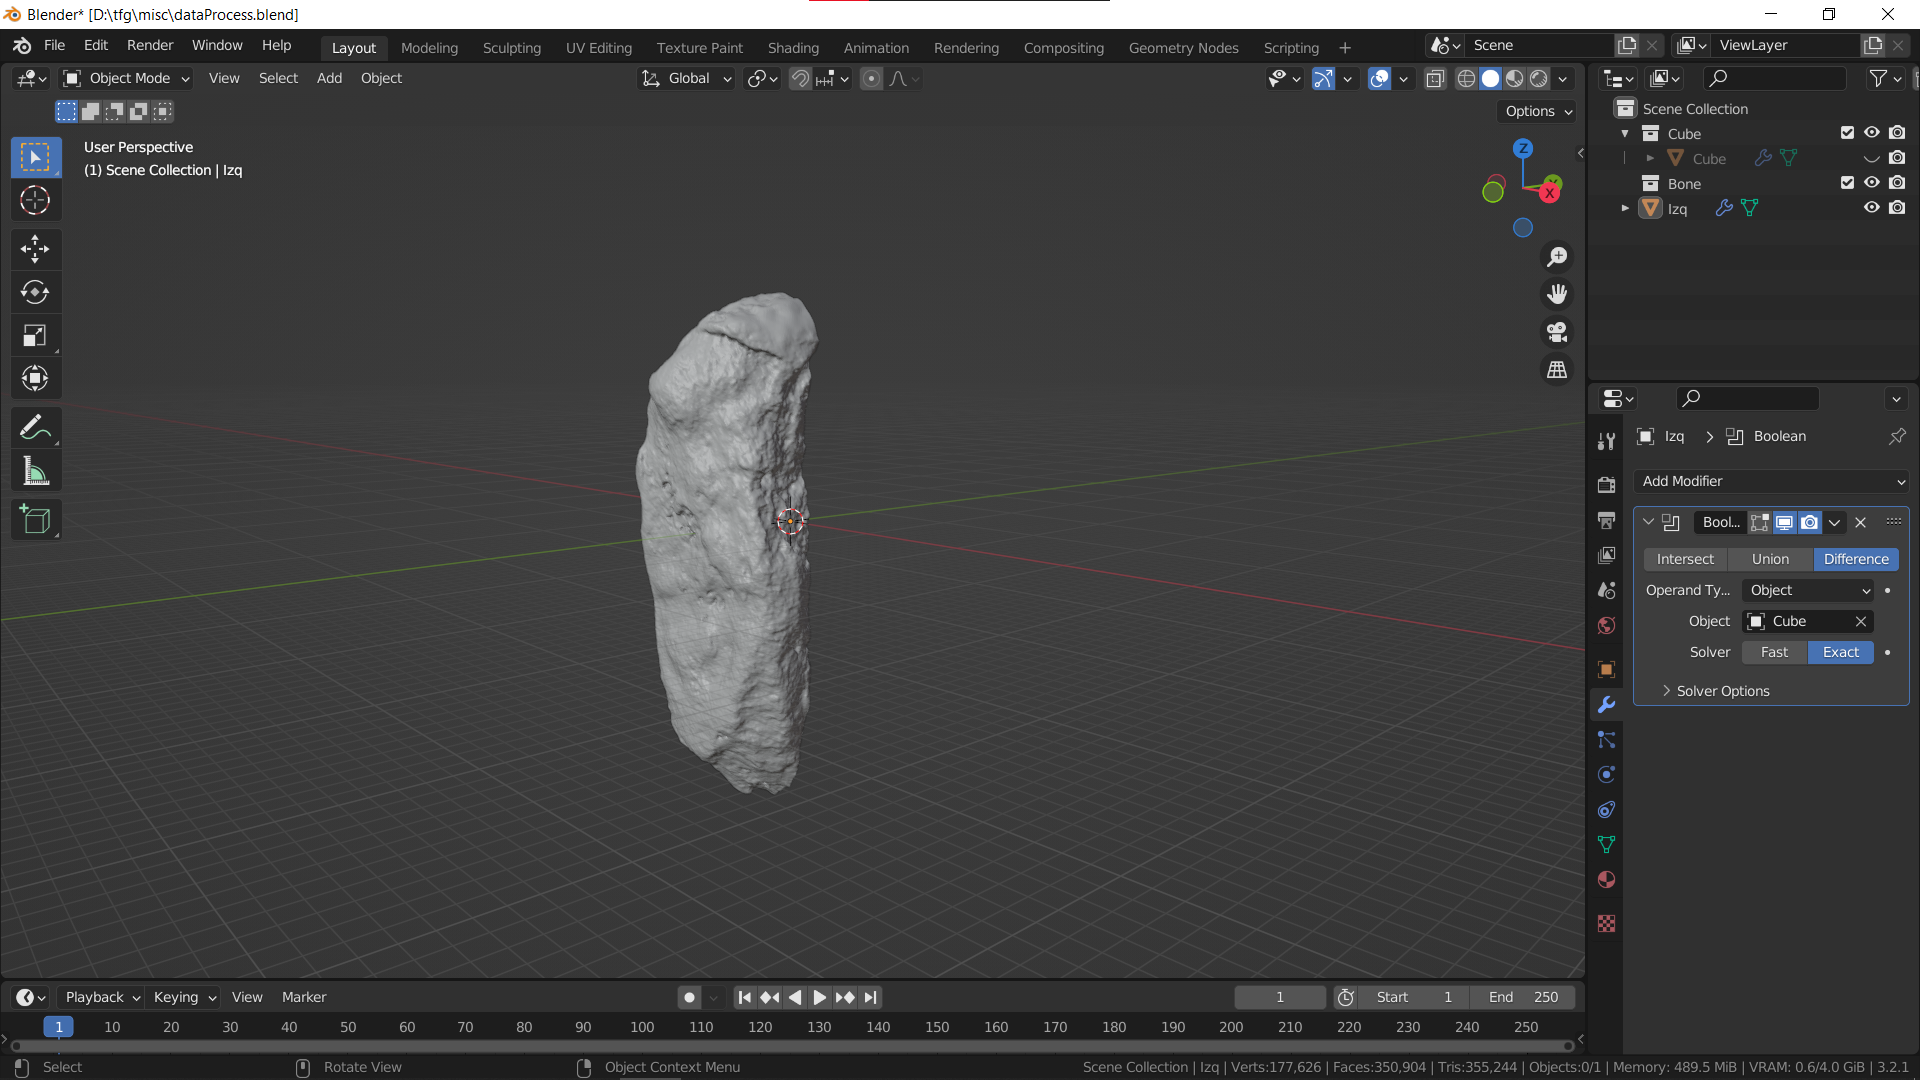 Blender* [D:\tfg\misc\dataProcess.blend]
File Edit Render Window Help Layout Modeling Sculpting UV Editing Texture Paint Shading Animation Rendering Compositing Geometry Nodes Scripting + Scene ViewLayer
Object Mode View Select Add Object Global
Options
User Perspective
(1) Scene Collection | Izq
Z
Y
X
Scene Collection
Cube
Cube
Bone
Izq
Izq > Boolean
Add Modifier
Bool...
Intersect Union Difference
Operand Ty... Object
Object Cube
Solver Fast Exact
Solver Options
Playback Keying View Marker 1 Start 1 End 250
1 10 20 30 40 50 60 70 80 90 100 110 120 130 140 150 160 170 180 190 200 210 220 230 240 250
Select Rotate View Object Context Menu Scene Collection | Izq | Verts:177,626 | Faces:350,904 | Tris:355,244 | Objects:0/1 | Memory: 489.5 MiB | VRAM: 0.6/4.0 GiB | 3.2.1